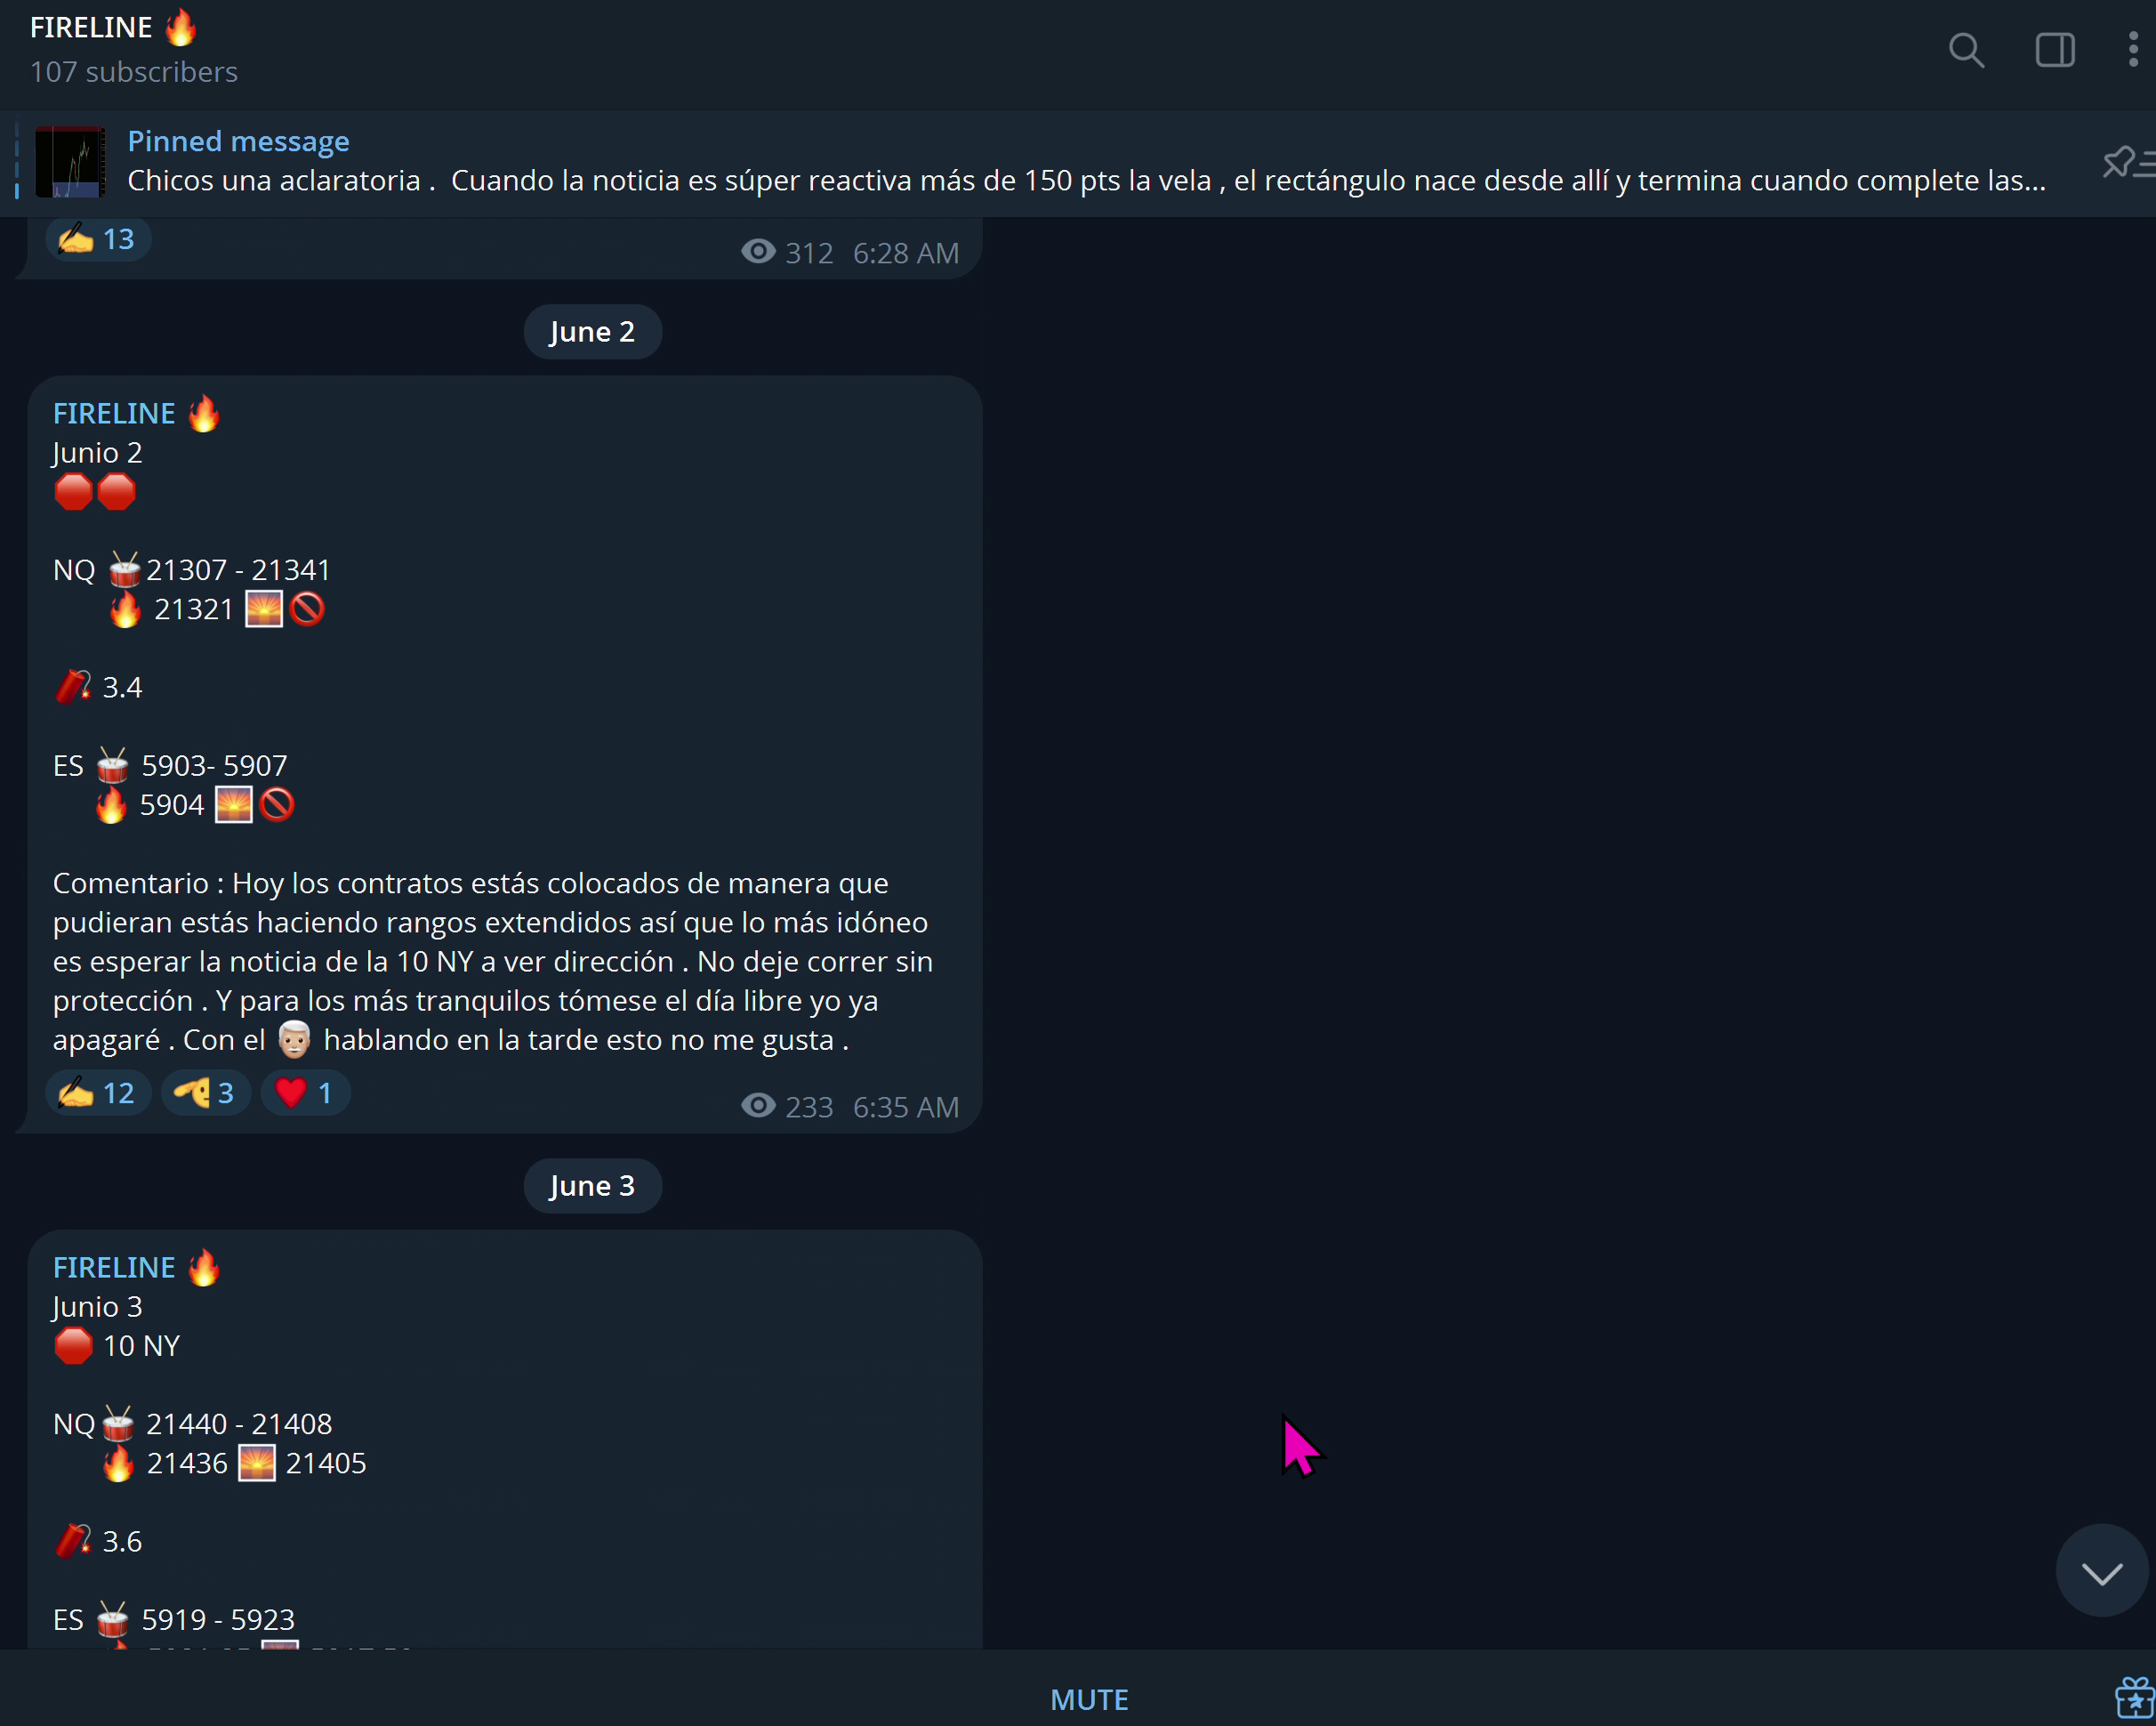 FIRELINE 🔥
107 subscribers
Pinned message
Chicos una aclaratoria .  Cuando la noticia es súper reactiva más de 150 pts la vela , el rectángulo nace desde allí y termina cuando complete las...
✍️ 13
312 6:28 AM
June 2
FIRELINE 🔥
Junio 2
🛑🛑
NQ 🥁21307 - 21341
🔥 21321 🌅🚫
🧨 3.4
ES 🥁 5903- 5907
🔥 5904 🌅🚫
Comentario : Hoy los contratos estás colocados de manera que
pudieran estás haciendo rangos extendidos así que lo más idóneo
es esperar la noticia de la 10 NY a ver dirección . No deje correr sin
protección . Y para los más tranquilos tómese el día libre yo ya
apagaré . Con el 👨🏼‍🦳 hablando en la tarde esto no me gusta .
✍️ 12 🫱 3 ❤️ 1
233 6:35 AM
June 3
FIRELINE 🔥
Junio 3
🛑 10 NY
NQ🥁 21440 - 21408
🔥 21436 🌅 21405
🧨 3.6
ES 🥁 5919 - 5923
MUTE